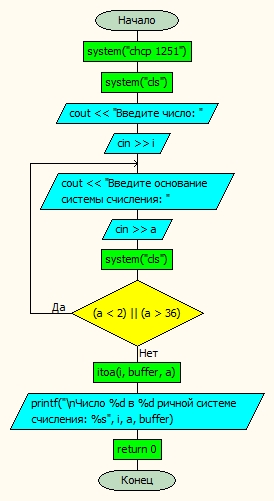 Начало
system("chcp 1251")
system("cls")
cout << "Введите число: "
cin >> i
cout << "Введите основание
системы счисления: "
cin >> a
system("cls")
Да
(a < 2) || (a > 36)
Нет
itoa(i, buffer, a)
printf("\nЧисло %d в %d ричной системе
счисления: %s", i, a, buffer)
return 0
Конец